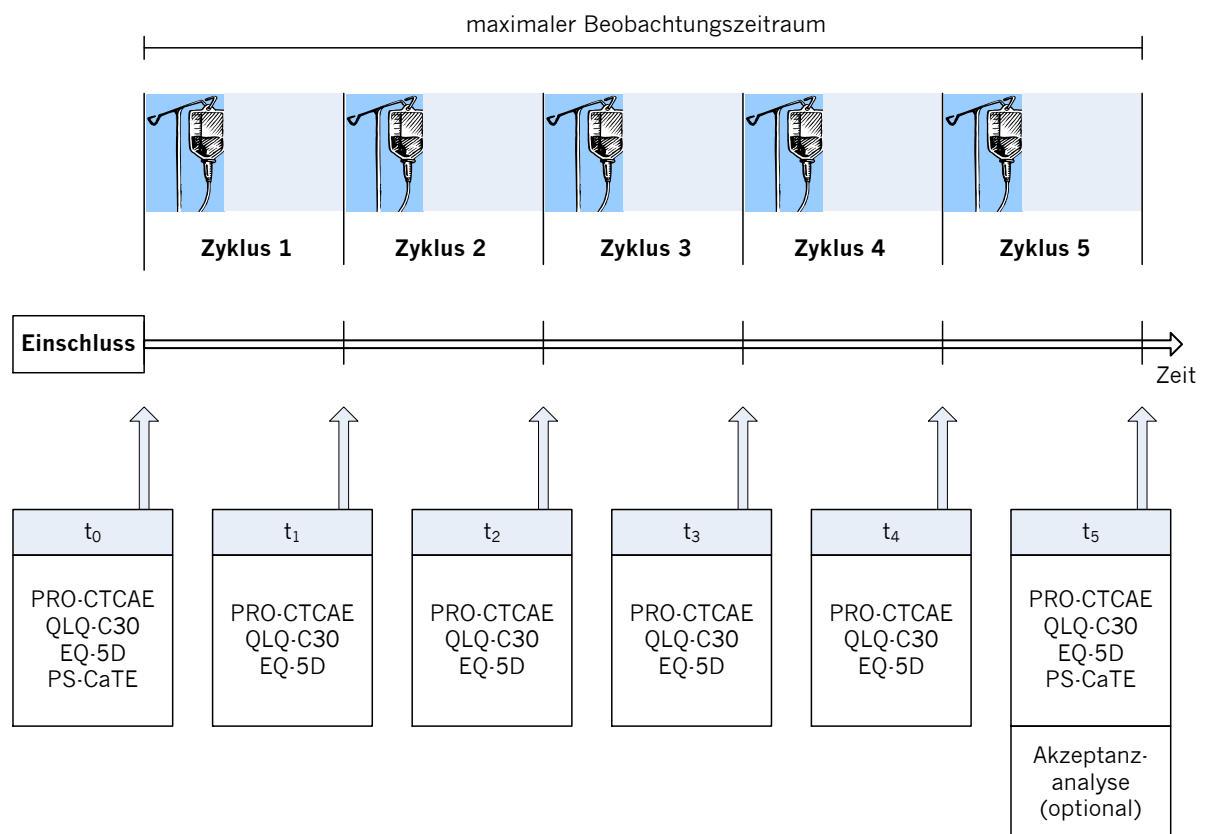 maximaler Beobachtungszeitraum
Zyklus 1
Zyklus 2
Zyklus 3
Zyklus 4
Zyklus 5
Einschluss
Zeit
t₀
PRO-CTCAE
QLQ-C30
EQ-5D
PS-CaTE
t₁
PRO-CTCAE
QLQ-C30
EQ-5D
t₂
PRO-CTCAE
QLQ-C30
EQ-5D
t₃
PRO-CTCAE
QLQ-C30
EQ-5D
t₄
PRO-CTCAE
QLQ-C30
EQ-5D
t₅
PRO-CTCAE
QLQ-C30
EQ-5D
PS-CaTE
Akzeptanz-
analyse
(optional)